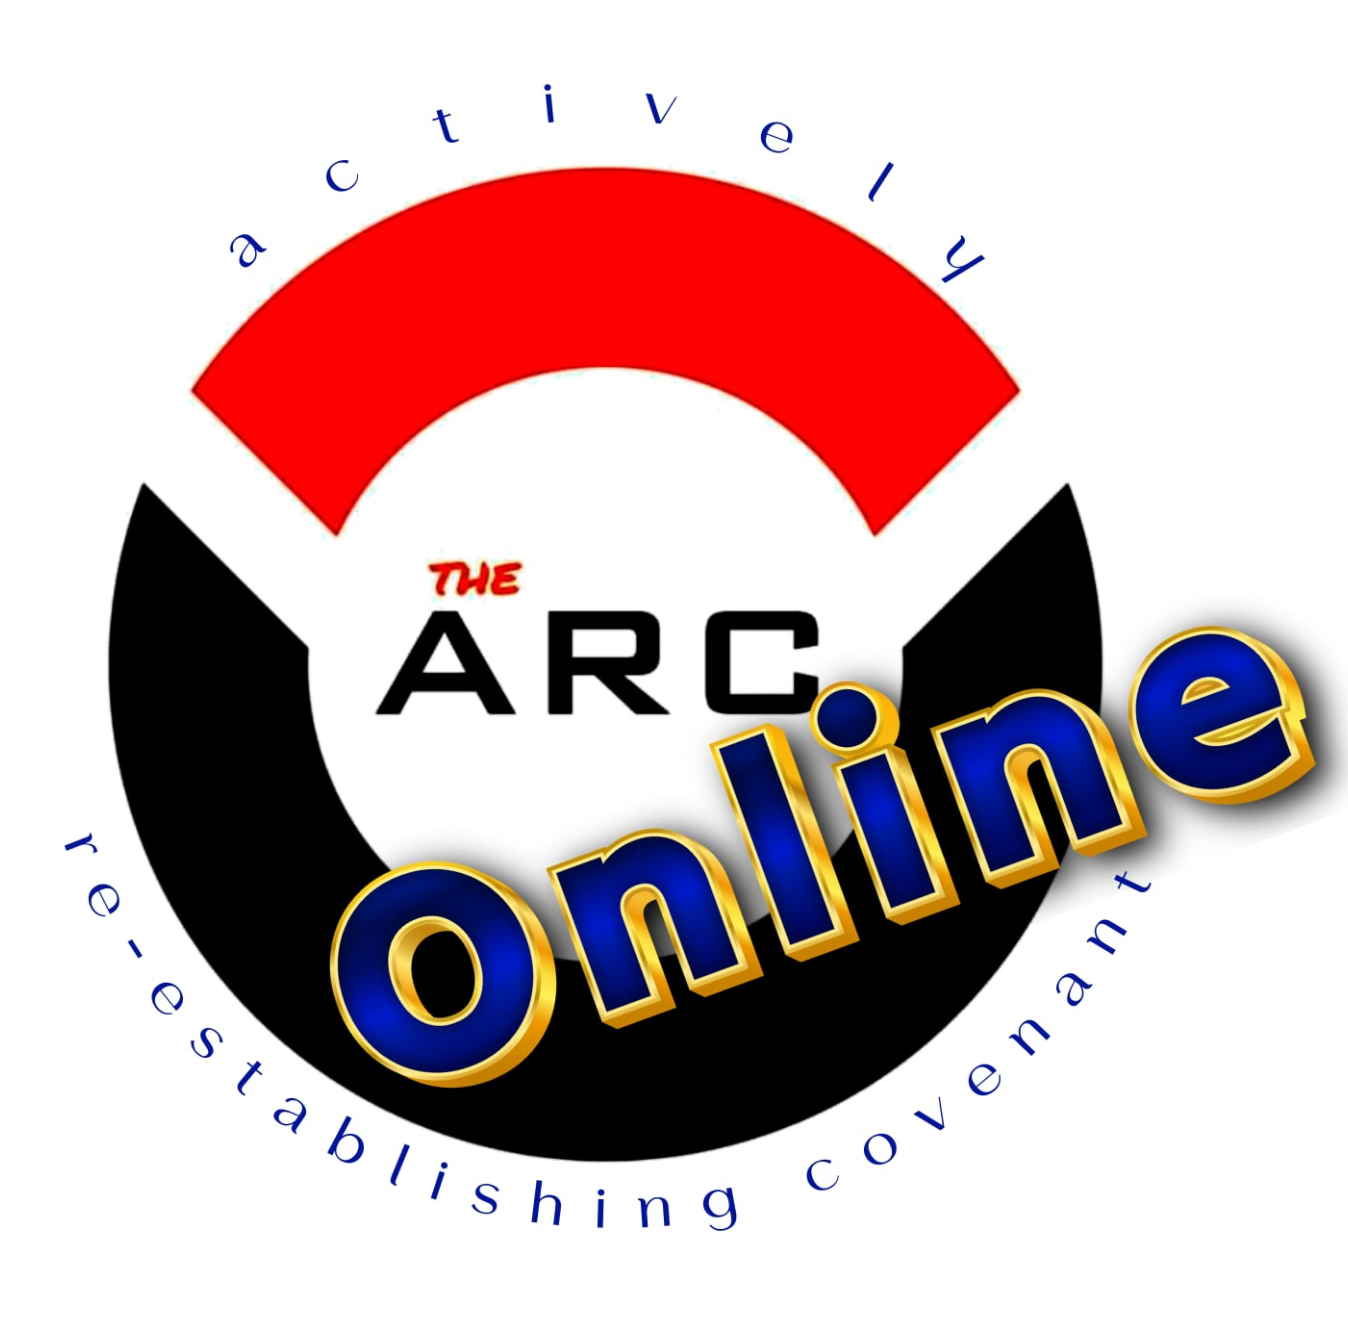 actively
THE
ARC
Online
re-establishing covenant